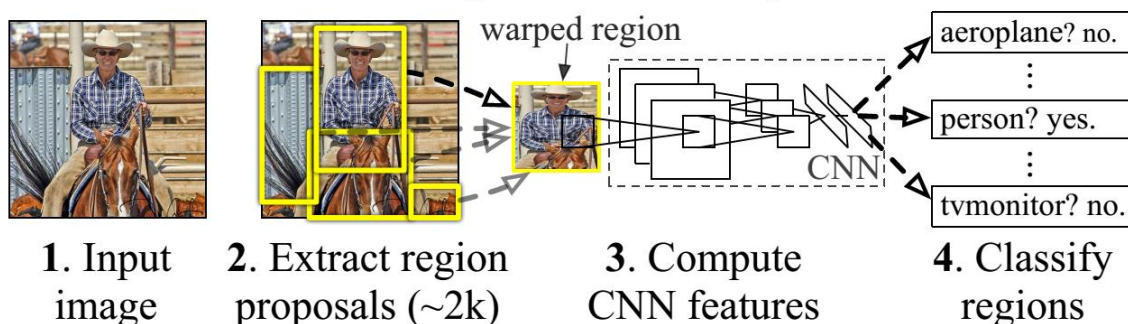 warped region
aeroplane? no.
⋮
person? yes.
⋮
tvmonitor? no.
CNN
1. Input
image
2. Extract region
proposals (~2k)
3. Compute
CNN features
4. Classify
regions